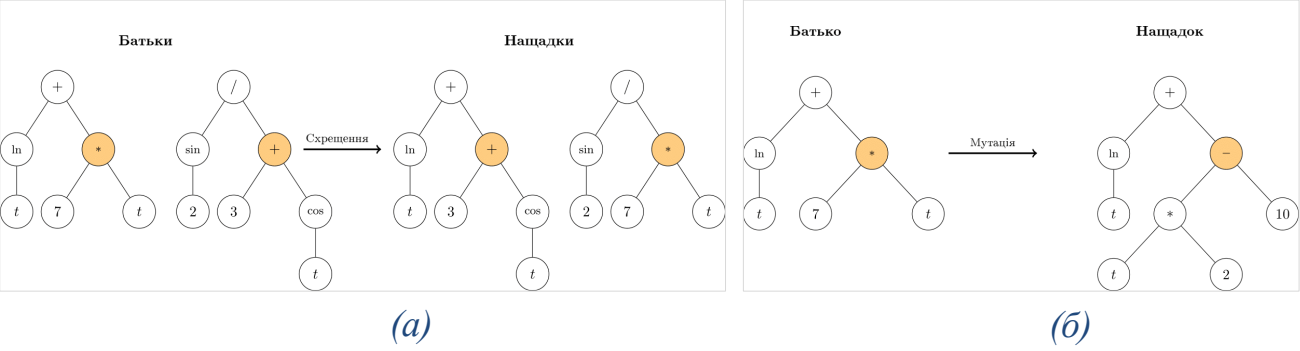 Батьки Нащадки
+ / + /
ln * sin + Схрещення ln + sin *
t 7 t 2 3 cos t 3 cos 2 7 t
t t
(а)
Батько Нащадок
+ +
ln * Мутація ln −
t 7 t t * 10
t 2
(б)